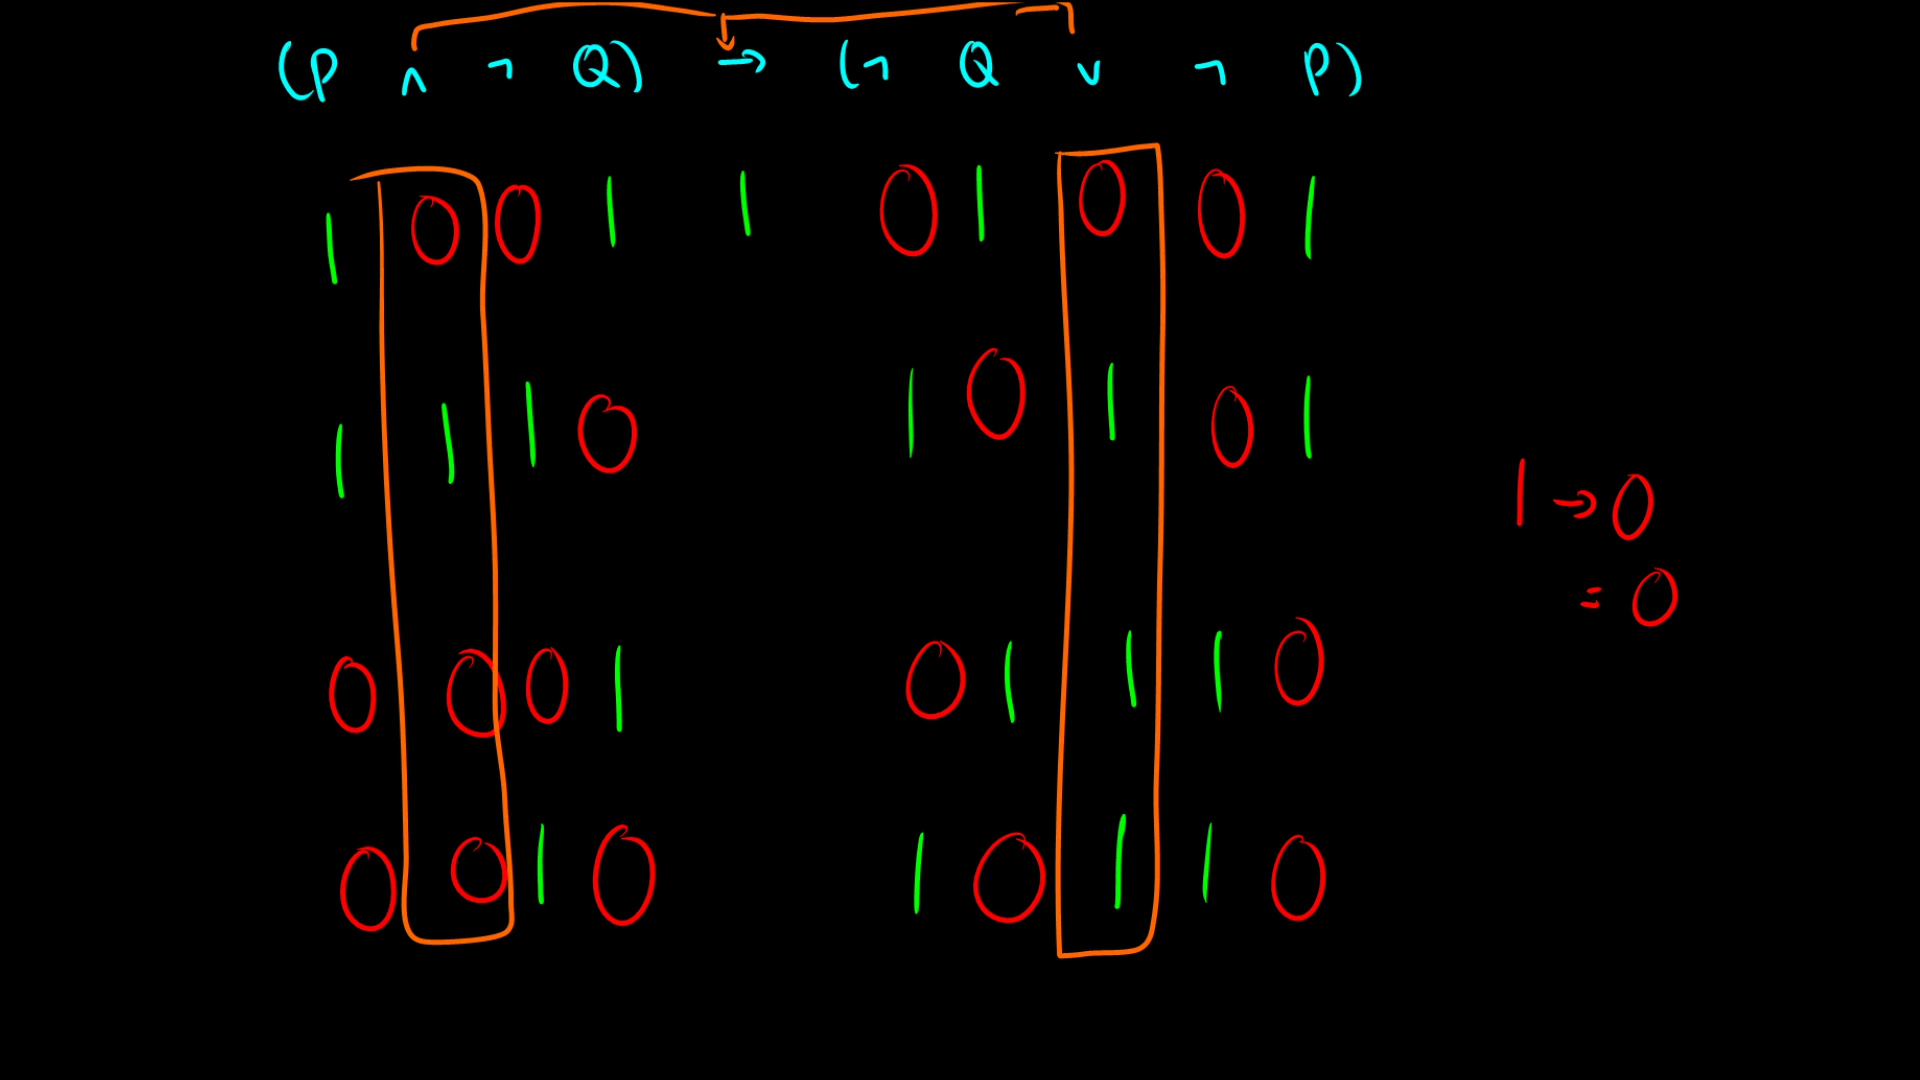 (P ∧ ¬ Q) → (¬ Q ∨ ¬ P)
1 0 0 1 1 0 1 0 0 1
1 1 1 0 1 0 1 0 1
1 → 0
= 0
0 0 0 1 0 1 1 1 0
0 0 1 0 1 0 1 1 0